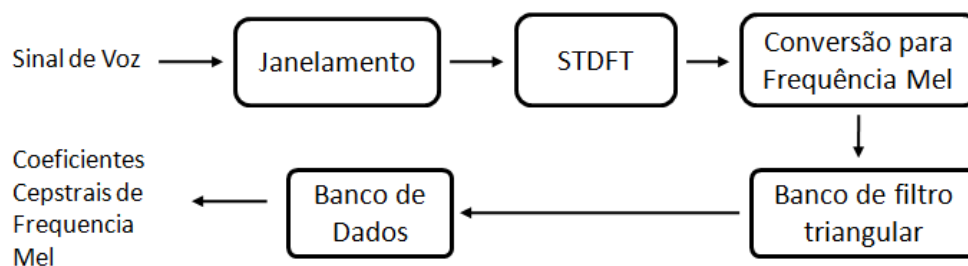 Sinal de Voz
Janelamento
STDFT
Conversão para
Frequência Mel
Banco de filtro
triangular
Banco de
Dados
Coeficientes
Cepstrais de
Frequencia
Mel